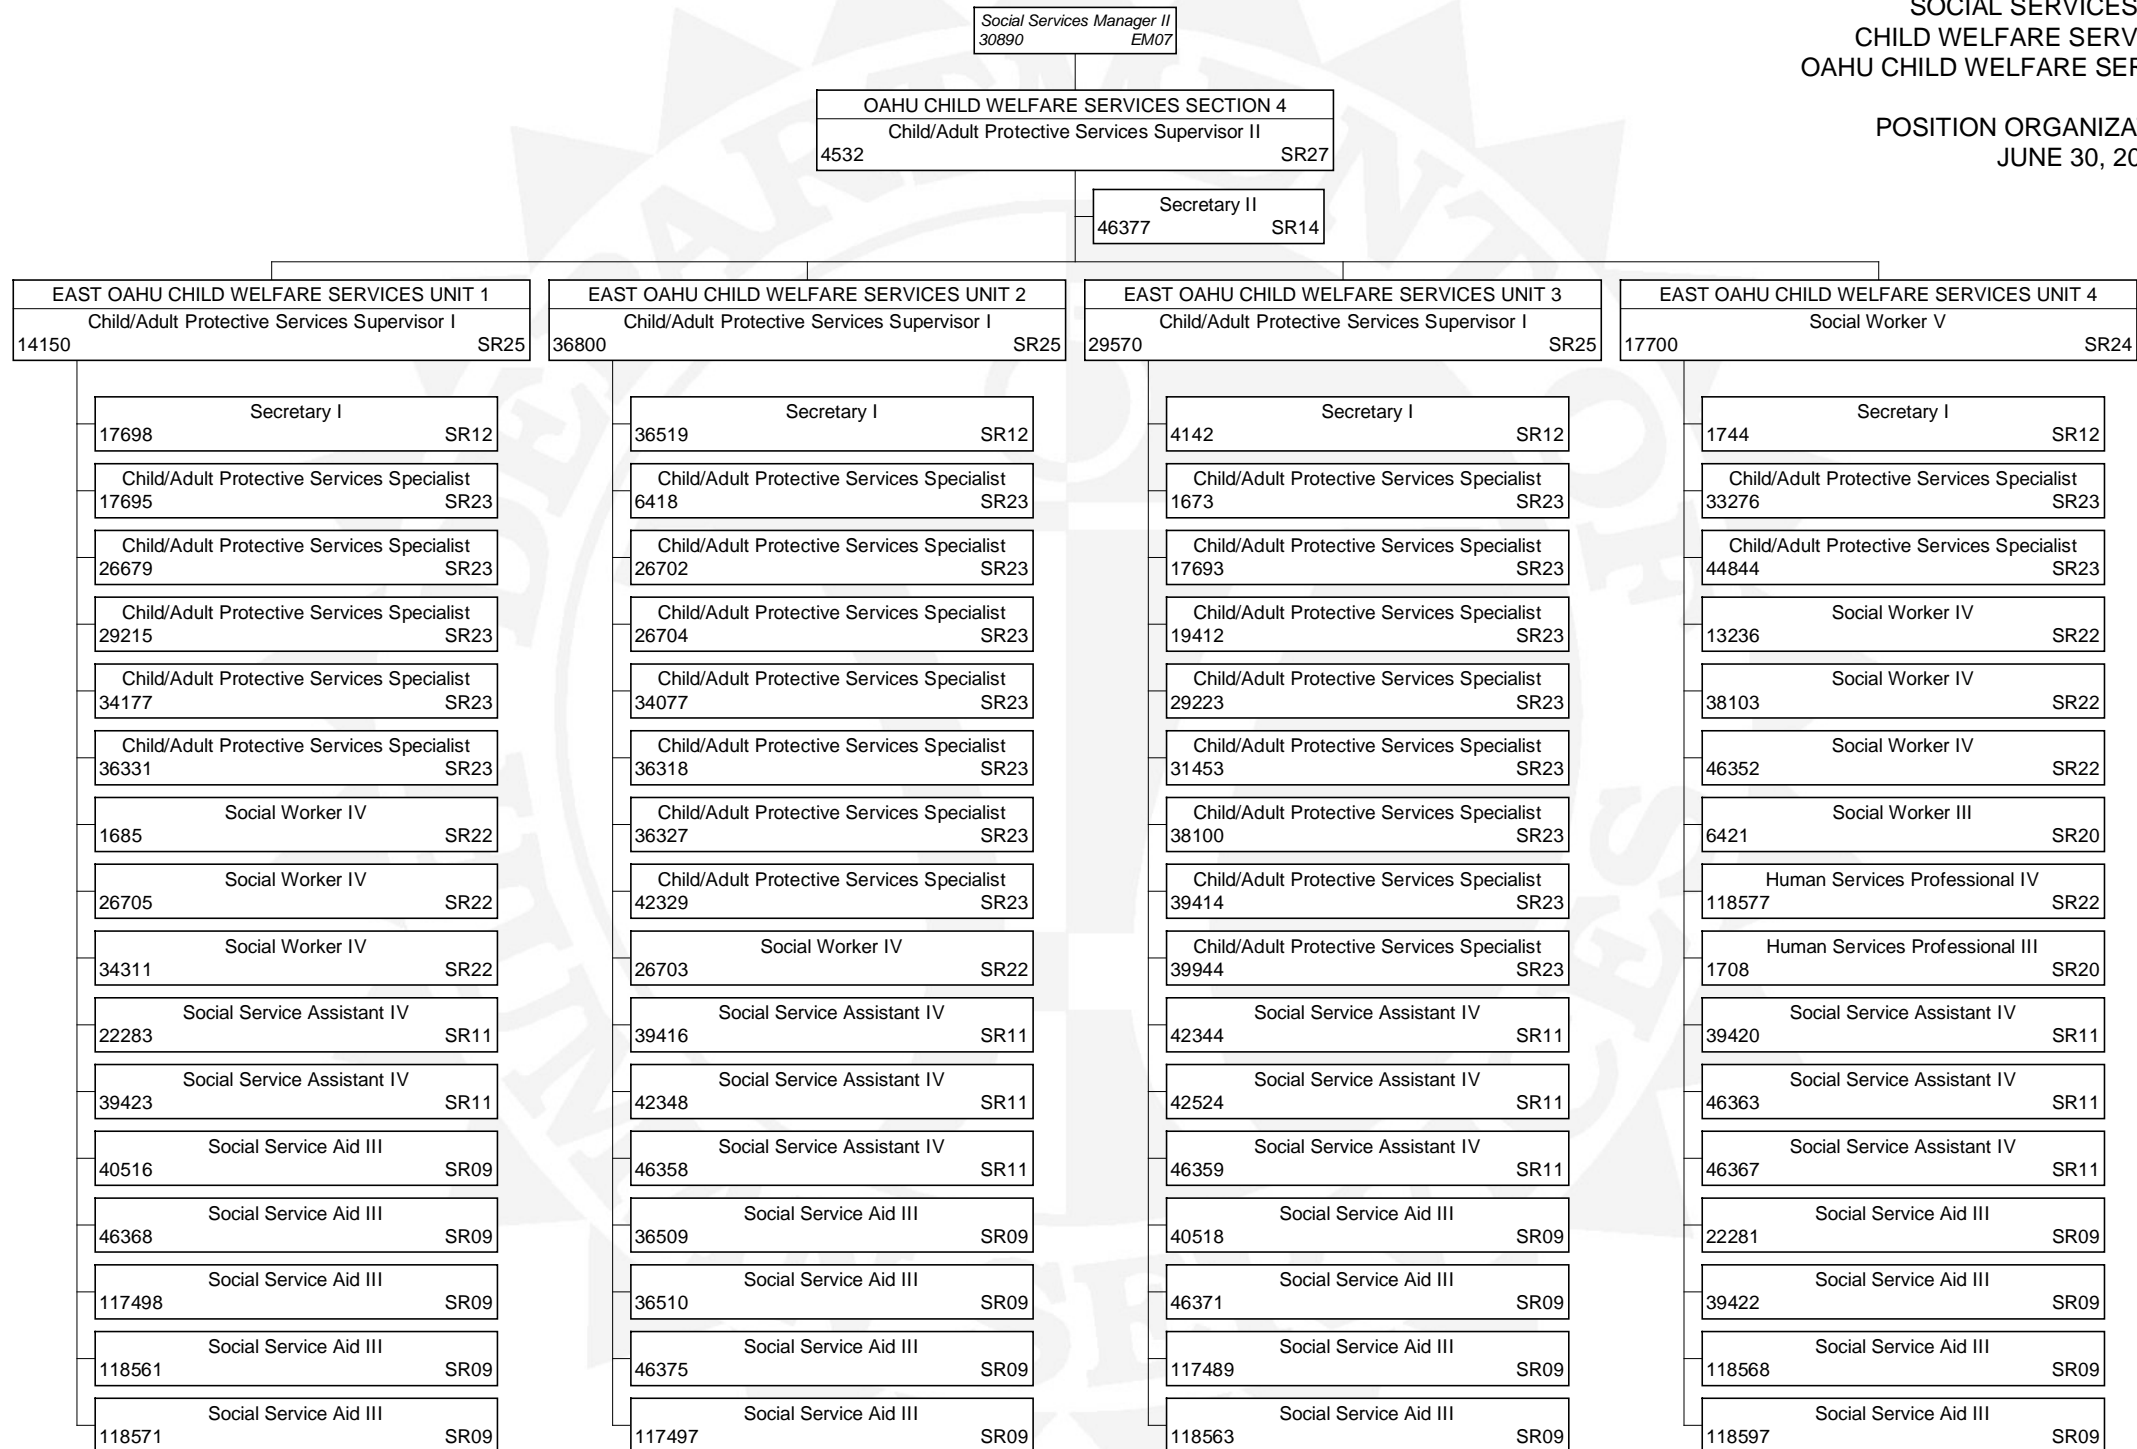 Social Services Manager II
30890 EM07
SOCIAL SERVICES
CHILD WELFARE SERV
OAHU CHILD WELFARE SER
POSITION ORGANIZA
JUNE 30, 20
OAHU CHILD WELFARE SERVICES SECTION 4
Child/Adult Protective Services Supervisor II
4532 SR27
Secretary II
46377 SR14
EAST OAHU CHILD WELFARE SERVICES UNIT 1
Child/Adult Protective Services Supervisor I
14150 SR25
Secretary I
17698 SR12
Child/Adult Protective Services Specialist
17695 SR23
Child/Adult Protective Services Specialist
26679 SR23
Child/Adult Protective Services Specialist
29215 SR23
Child/Adult Protective Services Specialist
34177 SR23
Child/Adult Protective Services Specialist
36331 SR23
Social Worker IV
1685 SR22
Social Worker IV
26705 SR22
Social Worker IV
34311 SR22
Social Service Assistant IV
22283 SR11
Social Service Assistant IV
39423 SR11
Social Service Aid III
40516 SR09
Social Service Aid III
46368 SR09
Social Service Aid III
117498 SR09
Social Service Aid III
118561 SR09
Social Service Aid III
118571 SR09
EAST OAHU CHILD WELFARE SERVICES UNIT 2
Child/Adult Protective Services Supervisor I
36800 SR25
Secretary I
36519 SR12
Child/Adult Protective Services Specialist
6418 SR23
Child/Adult Protective Services Specialist
26702 SR23
Child/Adult Protective Services Specialist
26704 SR23
Child/Adult Protective Services Specialist
34077 SR23
Child/Adult Protective Services Specialist
36318 SR23
Child/Adult Protective Services Specialist
36327 SR23
Child/Adult Protective Services Specialist
42329 SR23
Social Worker IV
26703 SR22
Social Service Assistant IV
39416 SR11
Social Service Assistant IV
42348 SR11
Social Service Assistant IV
46358 SR11
Social Service Aid III
36509 SR09
Social Service Aid III
36510 SR09
Social Service Aid III
46375 SR09
Social Service Aid III
117497 SR09
EAST OAHU CHILD WELFARE SERVICES UNIT 3
Child/Adult Protective Services Supervisor I
29570 SR25
Secretary I
4142 SR12
Child/Adult Protective Services Specialist
1673 SR23
Child/Adult Protective Services Specialist
17693 SR23
Child/Adult Protective Services Specialist
19412 SR23
Child/Adult Protective Services Specialist
29223 SR23
Child/Adult Protective Services Specialist
31453 SR23
Child/Adult Protective Services Specialist
38100 SR23
Child/Adult Protective Services Specialist
39414 SR23
Child/Adult Protective Services Specialist
39944 SR23
Social Service Assistant IV
42344 SR11
Social Service Assistant IV
42524 SR11
Social Service Assistant IV
46359 SR11
Social Service Aid III
40518 SR09
Social Service Aid III
46371 SR09
Social Service Aid III
117489 SR09
Social Service Aid III
118563 SR09
EAST OAHU CHILD WELFARE SERVICES UNIT 4
Social Worker V
17700 SR24
Secretary I
1744 SR12
Child/Adult Protective Services Specialist
33276 SR23
Child/Adult Protective Services Specialist
44844 SR23
Social Worker IV
13236 SR22
Social Worker IV
38103 SR22
Social Worker IV
46352 SR22
Social Worker III
6421 SR20
Human Services Professional IV
118577 SR22
Human Services Professional III
1708 SR20
Social Service Assistant IV
39420 SR11
Social Service Assistant IV
46363 SR11
Social Service Assistant IV
46367 SR11
Social Service Aid III
22281 SR09
Social Service Aid III
39422 SR09
Social Service Aid III
118568 SR09
Social Service Aid III
118597 SR09